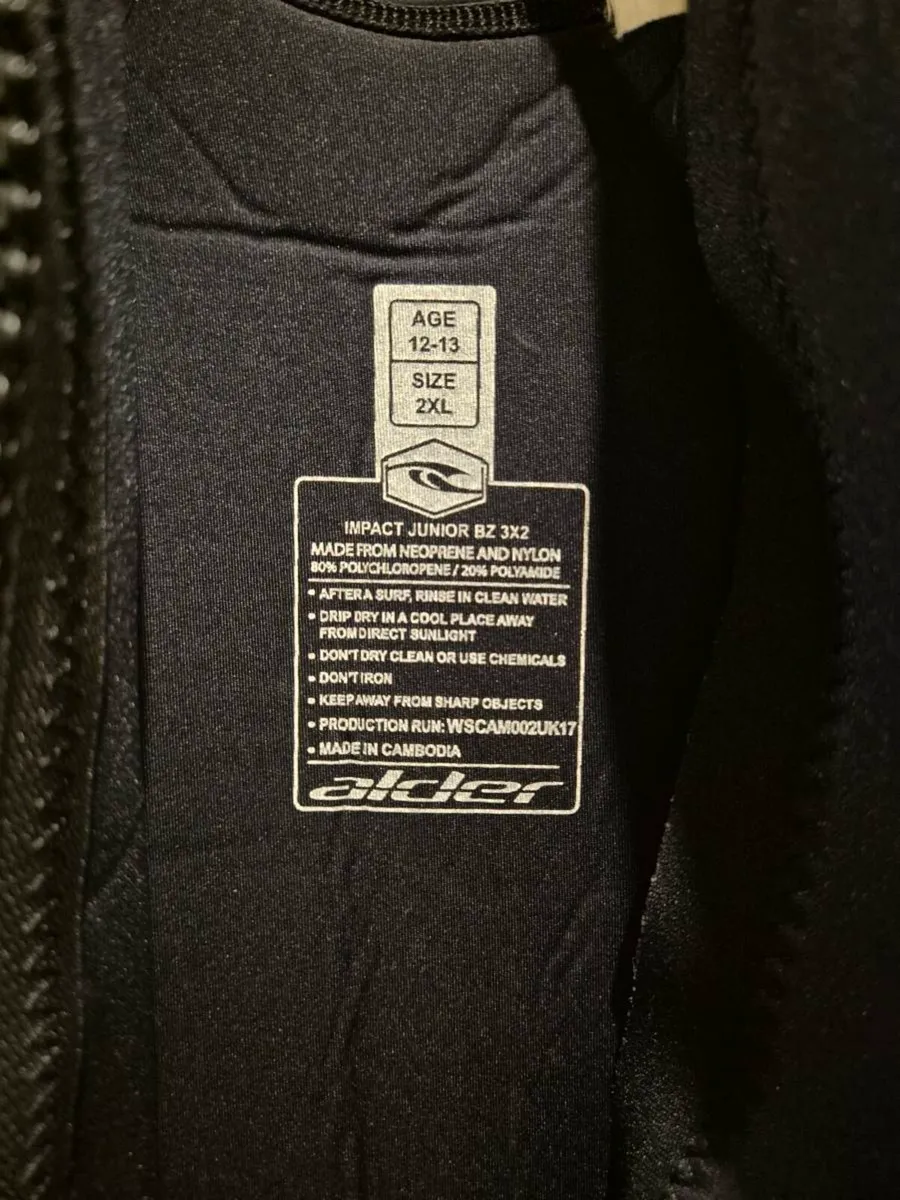 AGE
12-13
SIZE
2XL
IMPACT JUNIOR BZ 3X2
MADE FROM NEOPRENE AND NYLON
80% POLYCHLOROPENE / 20% POLYAMIDE
• AFTER A SURF, RINSE IN CLEAN WATER
• DRIP DRY IN A COOL PLACE AWAY
FROM DIRECT SUNLIGHT
• DON'T DRY CLEAN OR USE CHEMICALS
• DON'T IRON
• KEEP AWAY FROM SHARP OBJECTS
• PRODUCTION RUN: WSCAM002UK17
• MADE IN CAMBODIA
alder